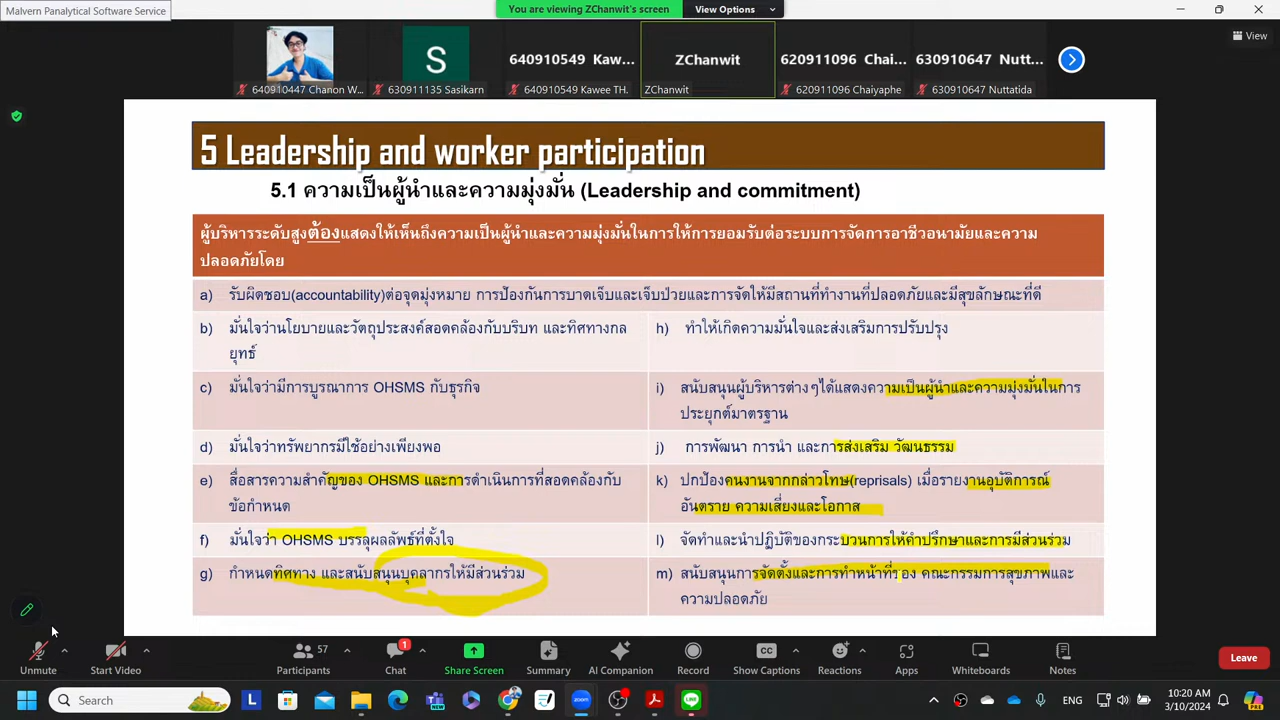 Malvern Panalytical Software Service
You are viewing ZChanwit's screen
View Options
View
S
640910549 Kaw...
ZChanwit
620911096 Chai...
630910647 Nutt...
640910447 Chanon W...
630911135 Sasikarn
640910549 Kawee TH.
ZChanwit
620911096 Chaiyaphe
630910647 Nuttatida
5 Leadership and worker participation
5.1 ความเป็นผู้นำและความมุ่งมั่น (Leadership and commitment)
ผู้บริหารระดับสูงต้องแสดงให้เห็นถึงความเป็นผู้นำและความมุ่งมั่นในการให้การยอมรับต่อระบบการจัดการอาชีวอนามัยและความ
ปลอดภัยโดย
a) รับผิดชอบ(accountability)ต่อจุดมุ่งหมาย การป้องกันการบาดเจ็บและเจ็บป่วยและการจัดให้มีสถานที่ทำงานที่ปลอดภัยและมีสุขลักษณะที่ดี
b) มั่นใจว่านโยบายและวัตถุประสงค์สอดคล้องกับบริบท และทิศทางกล
ยุทธ์
h) ทำให้เกิดความมั่นใจและส่งเสริมการปรับปรุง
c) มั่นใจว่ามีการบูรณาการ OHSMS กับธุรกิจ
i) สนับสนุนผู้บริหารต่างๆได้แสดงความเป็นผู้นำและความมุ่งมั่นในการ
ประยุกต์มาตรฐาน
d) มั่นใจว่าทรัพยากรมีใช้อย่างเพียงพอ
j) การพัฒนา การนำ และการส่งเสริม วัฒนธรรม
e) สื่อสารความสำคัญของ OHSMS และการดำเนินการที่สอดคล้องกับ
ข้อกำหนด
k) ปกป้องคนงานจากกล่าวโทษ(reprisals) เมื่อรายงานอุบัติการณ์
อันตราย ความเสี่ยงและโอกาส
f) มั่นใจว่า OHSMS บรรลุผลลัพธ์ที่ตั้งใจ
l) จัดทำและนำปฎิบัติของกระบวนการให้คำปรึกษาและการมีส่วนร่วม
g) กำหนดทิศทาง และสนับสนุนบุคลากรให้มีส่วนร่วม
m) สนับสนุนการจัดตั้งและการทำหน้าที่ของ คณะกรรมการสุขภาพและ
ความปลอดภัย
57
1
Unmute
Start Video
Participants
Chat
Share Screen
Summary
AI Companion
Record
Show Captions
Reactions
Apps
Whiteboards
Notes
Leave
Search
L
zoom
LINE
ENG
10:20 AM
3/10/2024